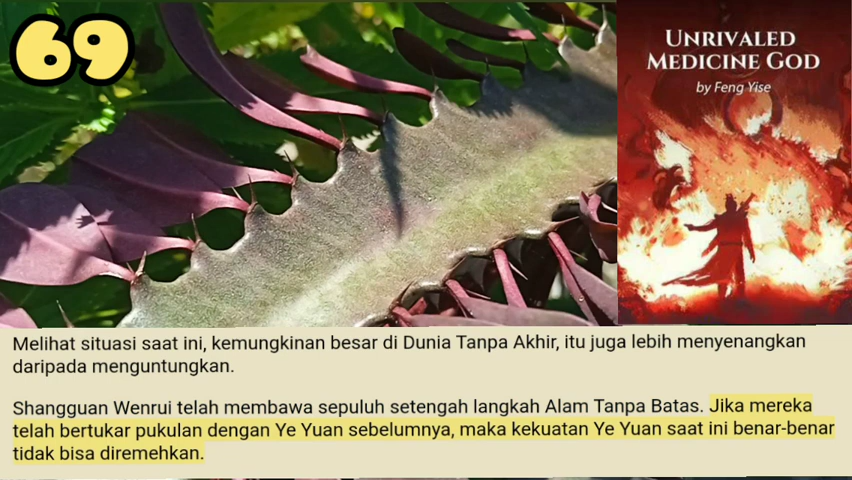 69
UNRIVALED
MEDICINE GOD
by Feng Yise
Melihat situasi saat ini, kemungkinan besar di Dunia Tanpa Akhir, itu juga lebih menyenangkan
daripada menguntungkan.
Shangguan Wenrui telah membawa sepuluh setengah langkah Alam Tanpa Batas. Jika mereka
telah bertukar pukulan dengan Ye Yuan sebelumnya, maka kekuatan Ye Yuan saat ini benar-benar
tidak bisa diremehkan.